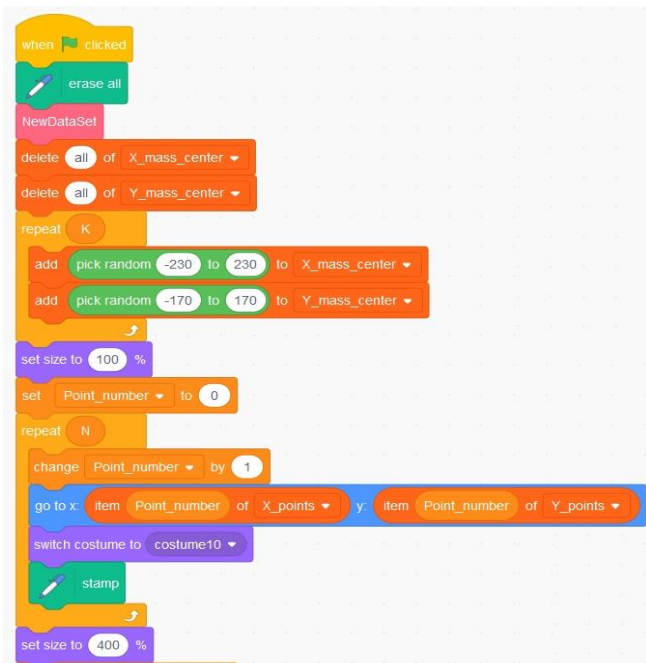 when clicked
erase all
NewDataSet
delete all of X_mass_center
delete all of Y_mass_center
repeat K
add pick random -230 to 230 to X_mass_center
add pick random -170 to 170 to Y_mass_center
set size to 100 %
set Point_number to 0
repeat N
change Point_number by 1
go to x: item Point_number of X_points y: item Point_number of Y_points
switch costume to costume10
stamp
set size to 400 %